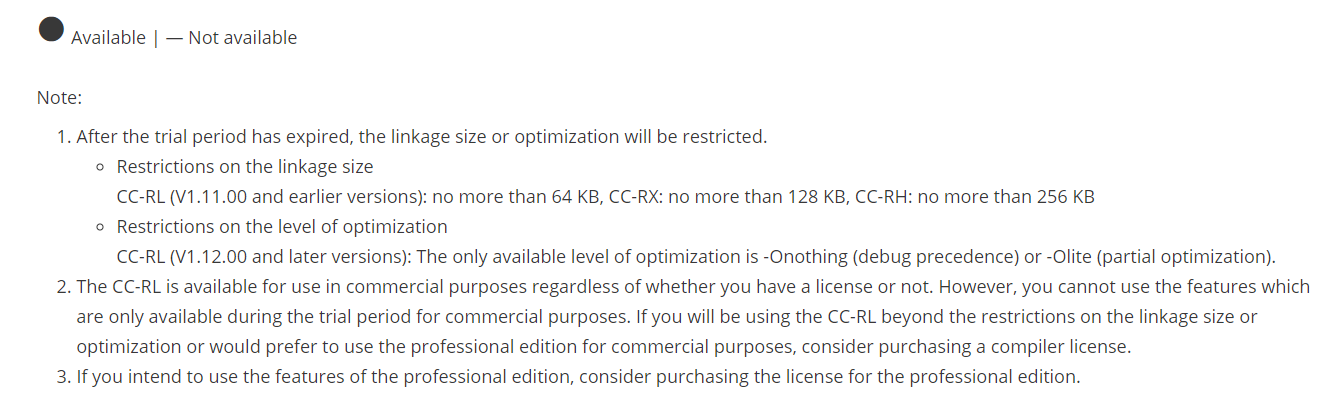 ● Available | — Not available
Note:
1. After the trial period has expired, the linkage size or optimization will be restricted.
○ Restrictions on the linkage size
CC-RL (V1.11.00 and earlier versions): no more than 64 KB, CC-RX: no more than 128 KB, CC-RH: no more than 256 KB
○ Restrictions on the level of optimization
CC-RL (V1.12.00 and later versions): The only available level of optimization is -Onothing (debug precedence) or -Olite (partial optimization).
2. The CC-RL is available for use in commercial purposes regardless of whether you have a license or not. However, you cannot use the features which
are only available during the trial period for commercial purposes. If you will be using the CC-RL beyond the restrictions on the linkage size or
optimization or would prefer to use the professional edition for commercial purposes, consider purchasing a compiler license.
3. If you intend to use the features of the professional edition, consider purchasing the license for the professional edition.